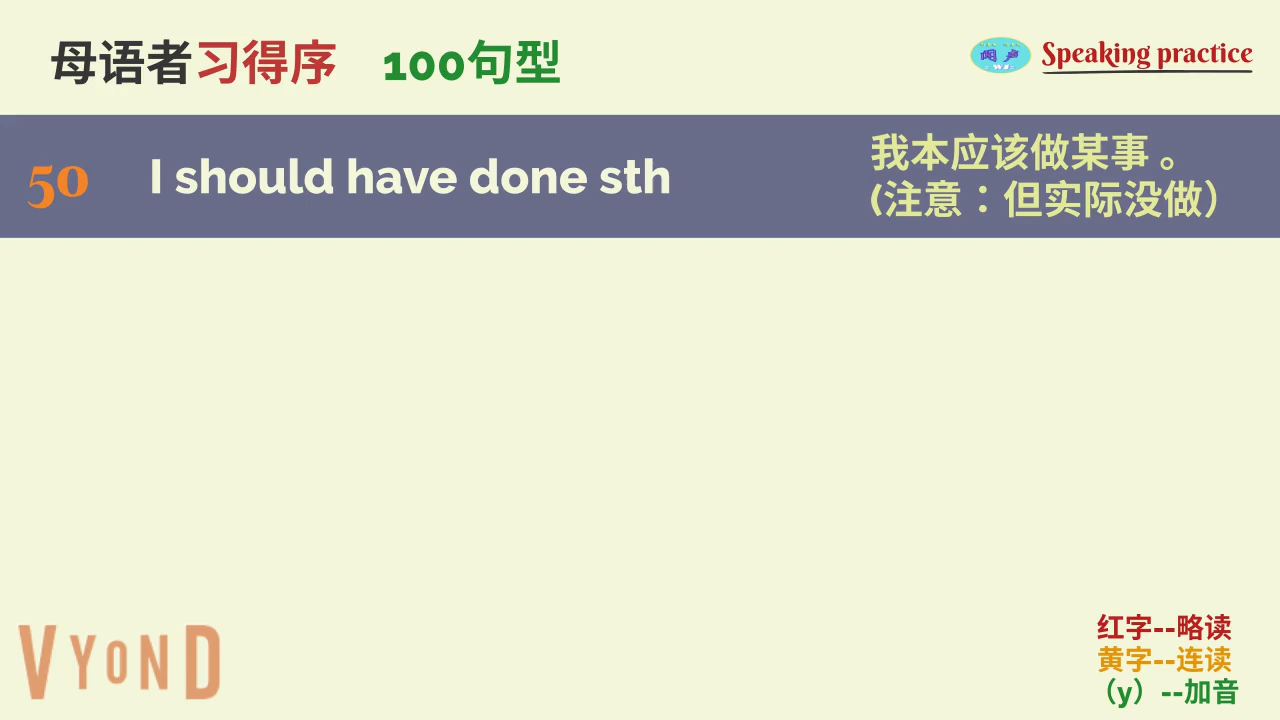 母语者习得序 100句型
Speaking practice
50 I should have done sth
我本应该做某事。
(注意：但实际没做）
VYOND
红字--略读
黄字--连读
（y）--加音